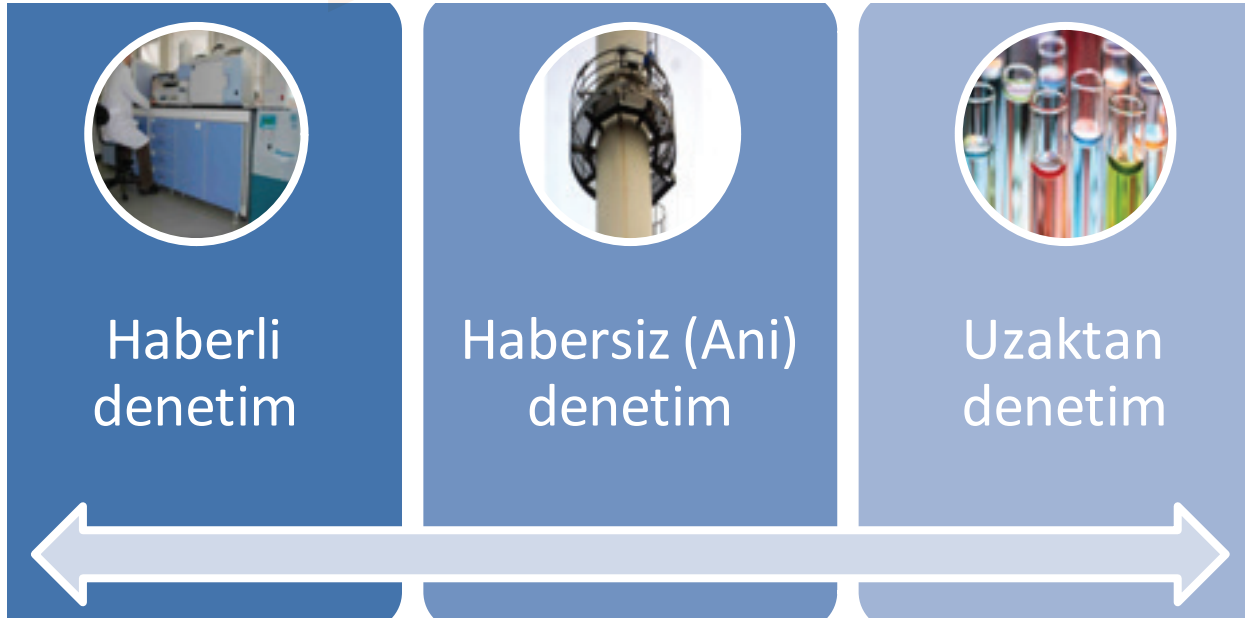 Haberli
denetim
Habersiz (Ani)
denetim
Uzaktan
denetim